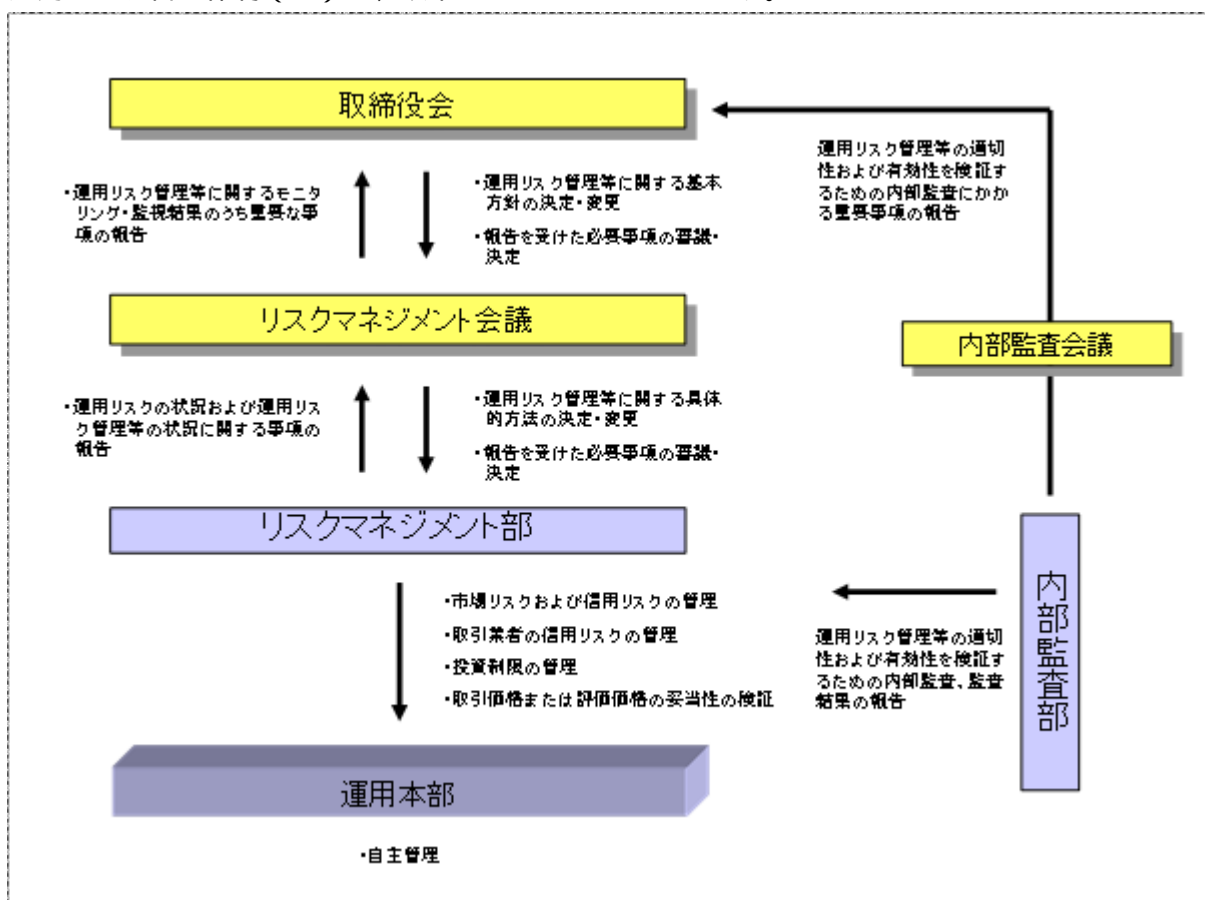 取締役会
・運用リスク管理等に関するモニタ
リング・監視結果のうち重要な事
項の報告
・運用リスク管理等に関する基本
方針の決定・変更
・報告を受けた必要事項の審議・
決定
運用リスク管理等の適切
性および有効性を検証す
るための内部監査にかか
る重要事項の報告
リスクマネジメント会議
内部監査会議
・運用リスクの状況および運用リス
ク管理等の状況に関する事項の
報告
・運用リスク管理等に関する具体
的方法の決定・変更
・報告を受けた必要事項の審議・
決定
リスクマネジメント部
内部監査部
・市場リスクおよび信用リスクの管理
・取引業者の信用リスクの管理
・投資制限の管理
・取引価格または評価価格の妥当性の検証
運用リスク管理等の適切
性および有効性を検証す
るための内部監査、監査
結果の報告
運用本部
・自主管理